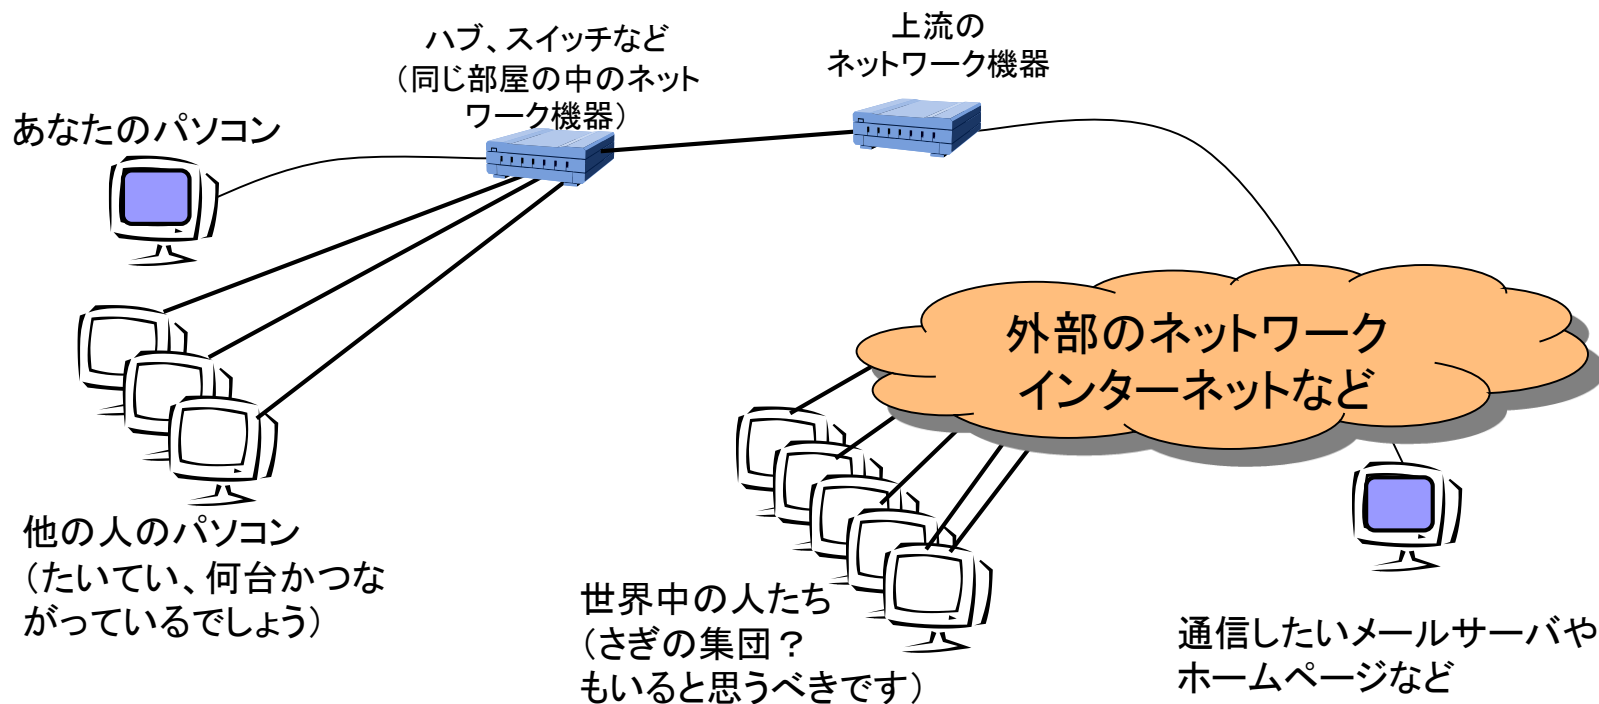 ハブ、スイッチなど
（同じ部屋の中のネット
ワーク機器）
上流の
ネットワーク機器
あなたのパソコン
外部のネットワーク
インターネットなど
他の人のパソコン
（たいてい、何台かつな
がっているでしょう）
世界中の人たち
（さぎの集団？
もいると思うべきです）
通信したいメールサーバや
ホームページなど